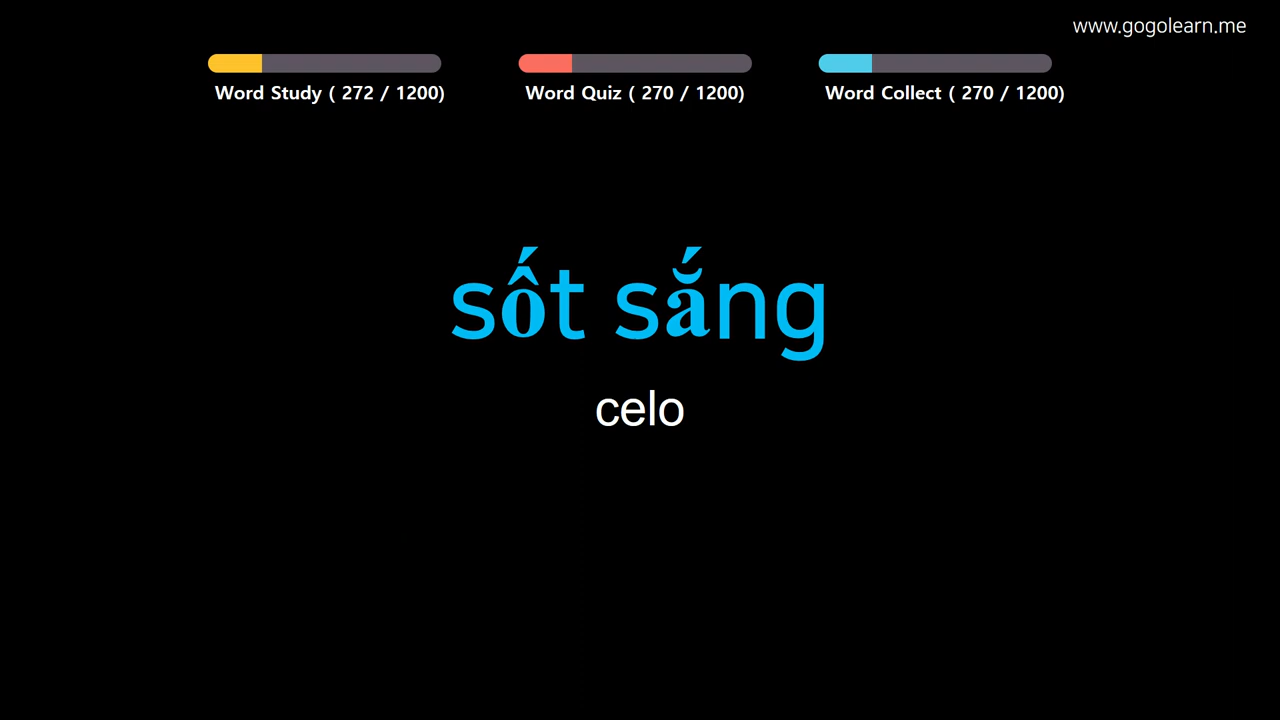 www.gogolearn.me
Word Study ( 272 / 1200)
Word Quiz ( 270 / 1200)
Word Collect ( 270 / 1200)
sốt sắng
celo